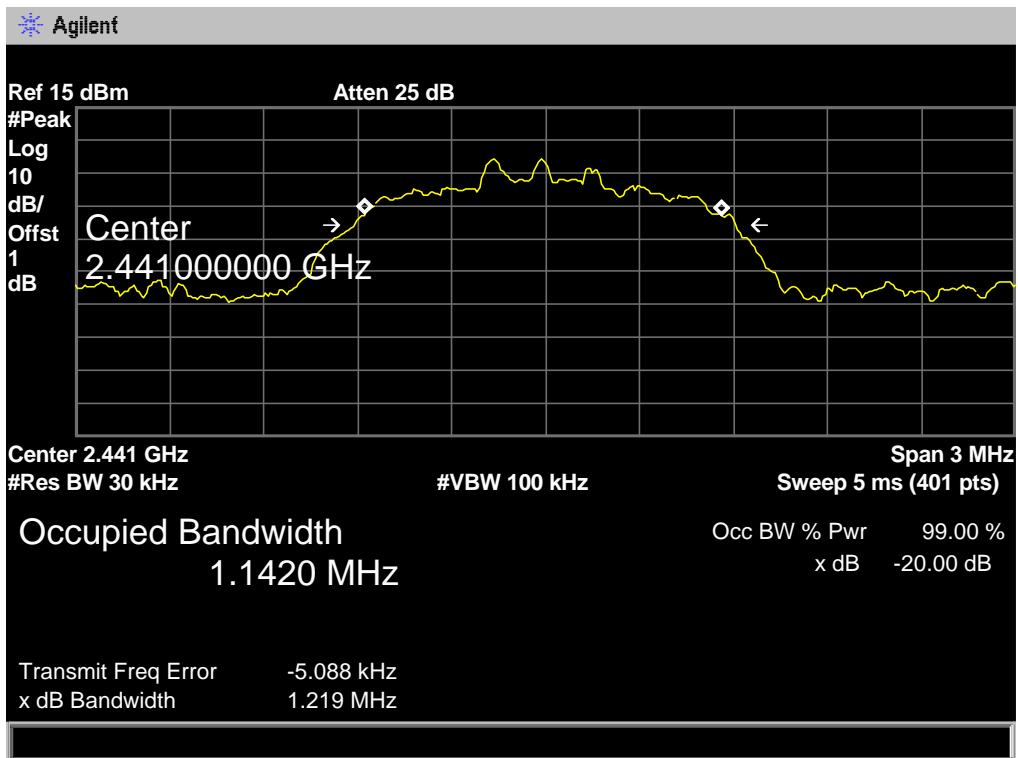 Agilent
Ref 15 dBm Atten 25 dB
#Peak
Log
10
dB/
Offst
1
dB
Center
2.441000000 GHz
Center 2.441 GHz Span 3 MHz
#Res BW 30 kHz #VBW 100 kHz Sweep 5 ms (401 pts)
Occupied Bandwidth Occ BW % Pwr 99.00 %
1.1420 MHz x dB -20.00 dB
Transmit Freq Error -5.088 kHz
x dB Bandwidth 1.219 MHz